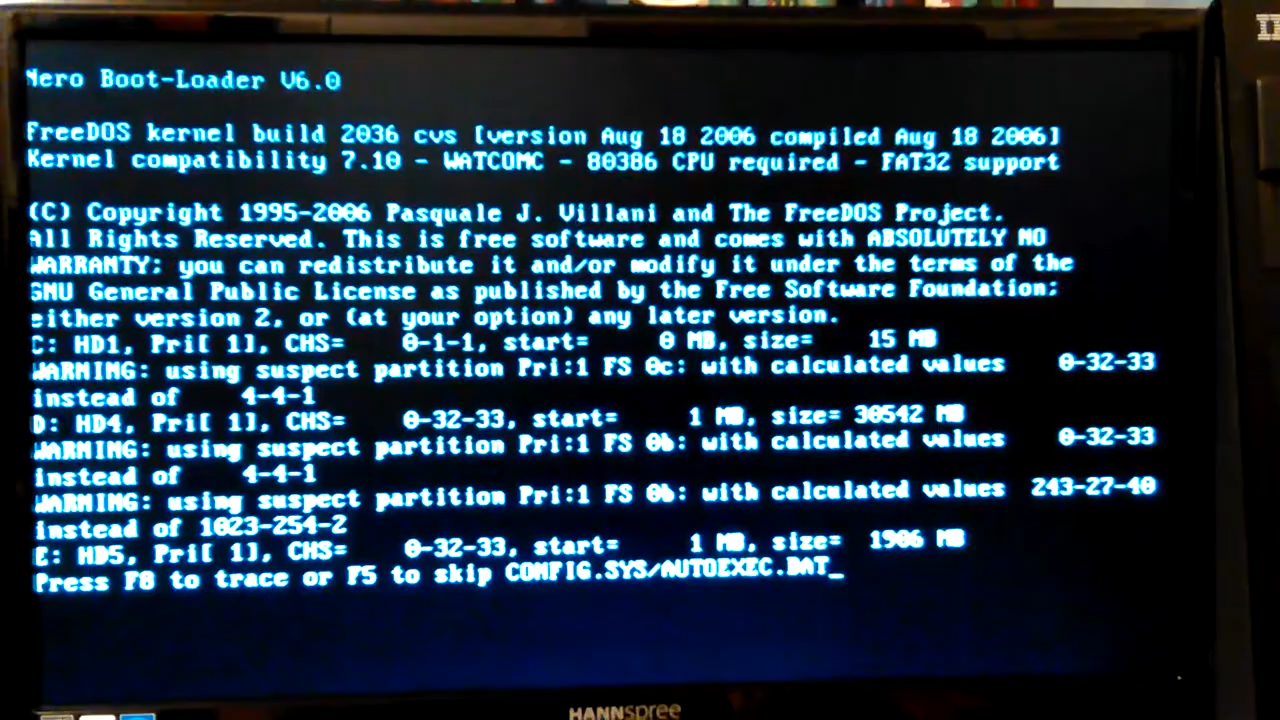 Nero Boot-Loader V6.0
FreeDOS kernel build 2036 cvs [version Aug 18 2006 compiled Aug 18 2006]
Kernel compatibility 7.10 - WATCOMC - 80386 CPU required - FAT32 support
(C) Copyright 1995-2006 Pasquale J. Villani and The FreeDOS Project.
All Rights Reserved. This is free software and comes with ABSOLUTELY NO
WARRANTY; you can redistribute it and/or modify it under the terms of the
GNU General Public License as published by the Free Software Foundation;
either version 2, or (at your option) any later version.
C: HD1, Pri[ 1], CHS=    0-1-1, start=     0 MB, size=    15 MB
WARNING: using suspect partition Pri:1 FS 0c: with calculated values    0-32-33
instead of    4-4-1
D: HD4, Pri[ 1], CHS=    0-32-33, start=     1 MB, size= 30542 MB
WARNING: using suspect partition Pri:1 FS 0b: with calculated values    0-32-33
instead of    4-4-1
WARNING: using suspect partition Pri:1 FS 0b: with calculated values  243-27-40
instead of 1023-254-2
E: HD5, Pri[ 1], CHS=    0-32-33, start=     1 MB, size=  1906 MB
Press F8 to trace or F5 to skip CONFIG.SYS/AUTOEXEC.BAT_
HANNspree